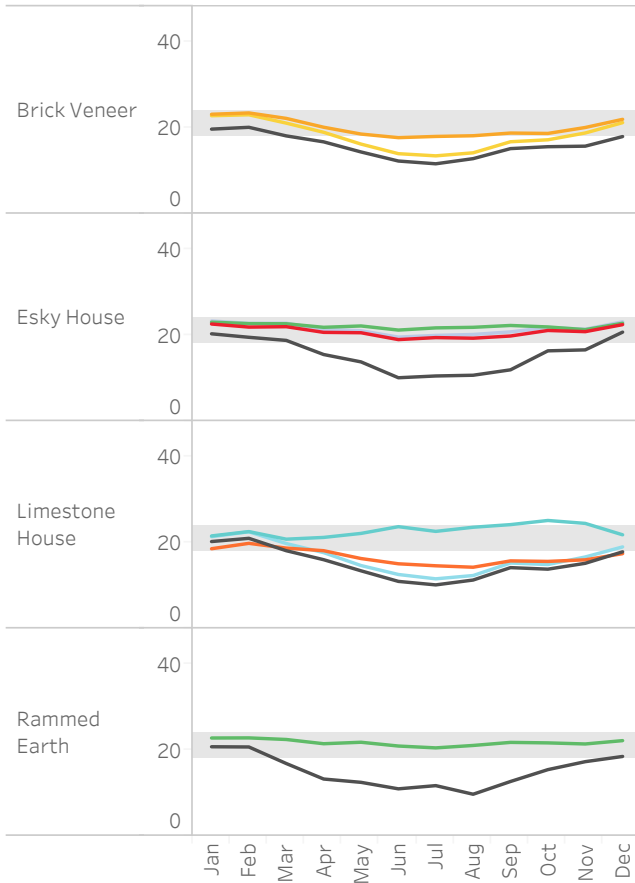 40
Brick Veneer
20
0
40
Esky House
20
0
40
Limestone
House
20
0
40
Rammed
Earth
20
0
Jan
Feb
Mar
Apr
May
Jun
Jul
Aug
Sep
Oct
Nov
Dec